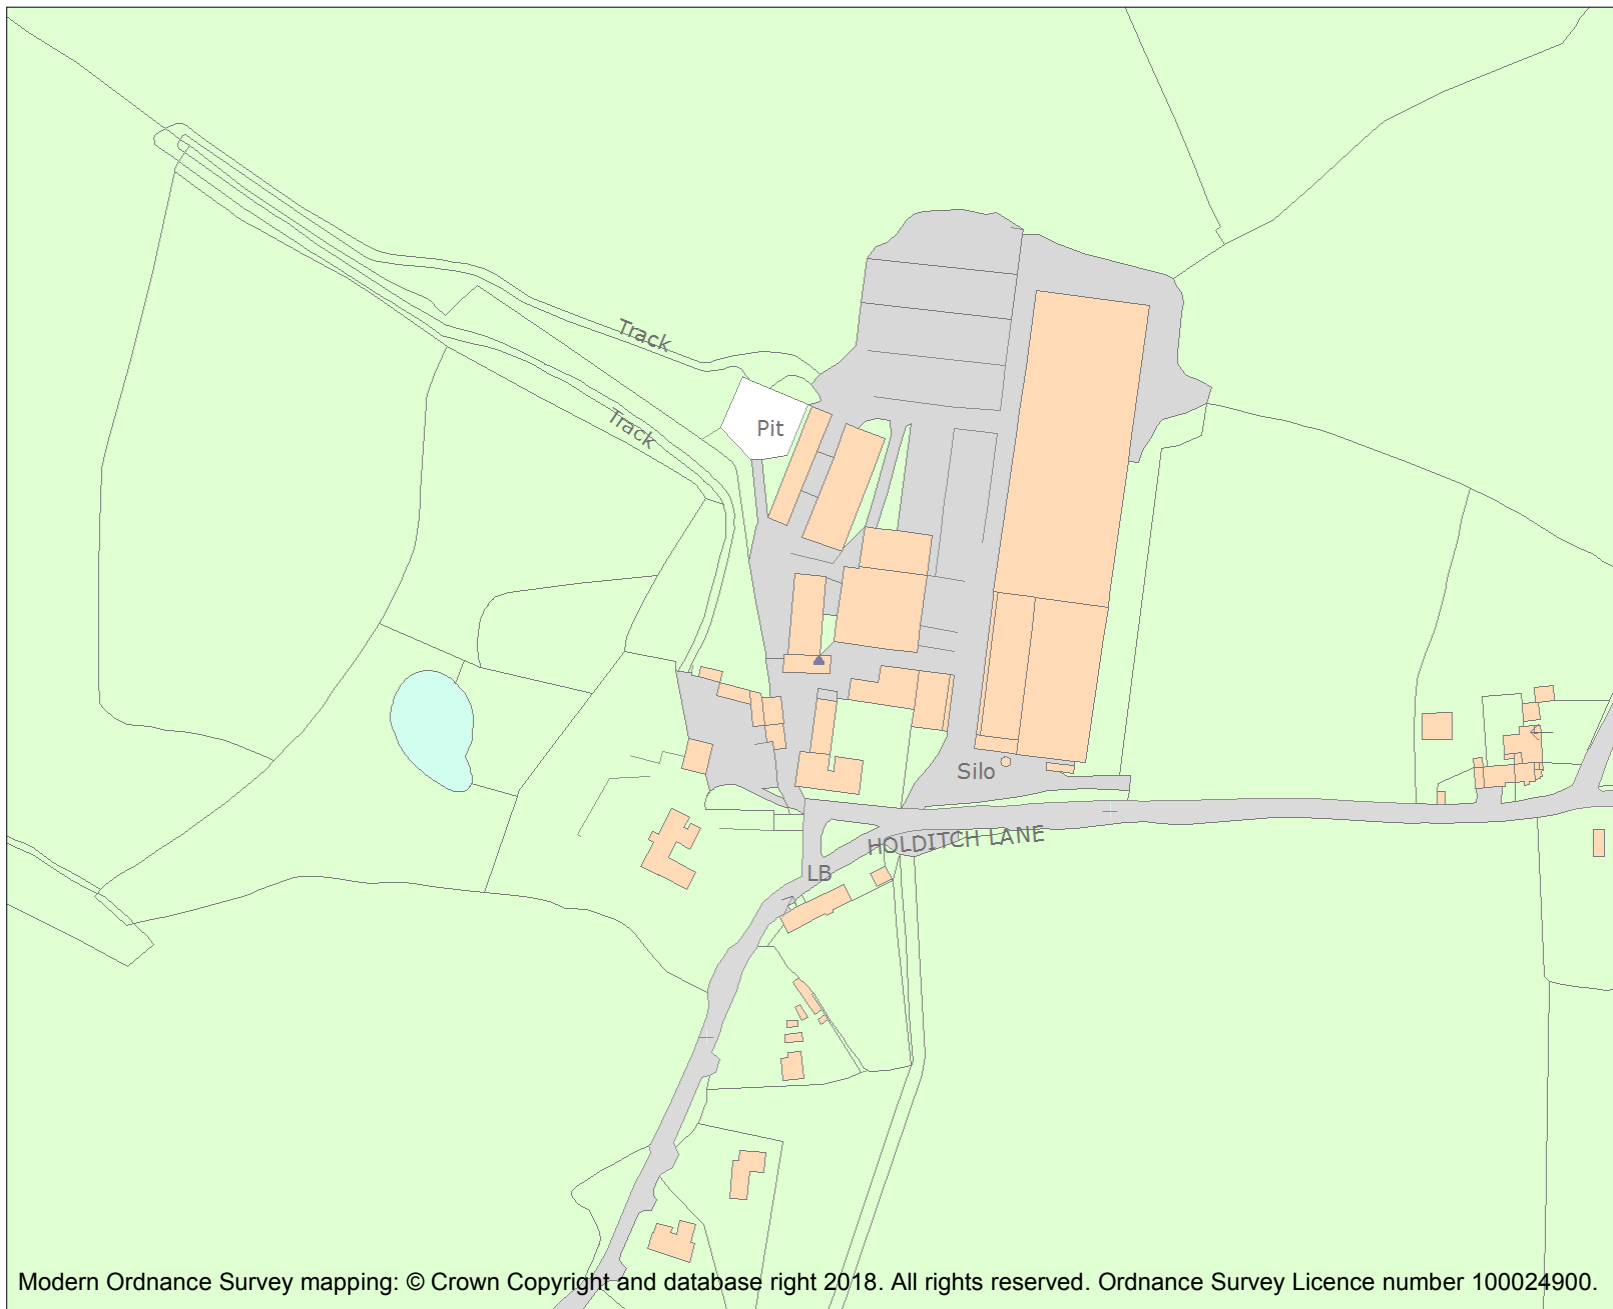 Track
Track
Pit
Silo
HOLDITCH LANE
LB
Modern Ordnance Survey mapping: © Crown Copyright and database right 2018. All rights reserved. Ordnance Survey Licence number 100024900.